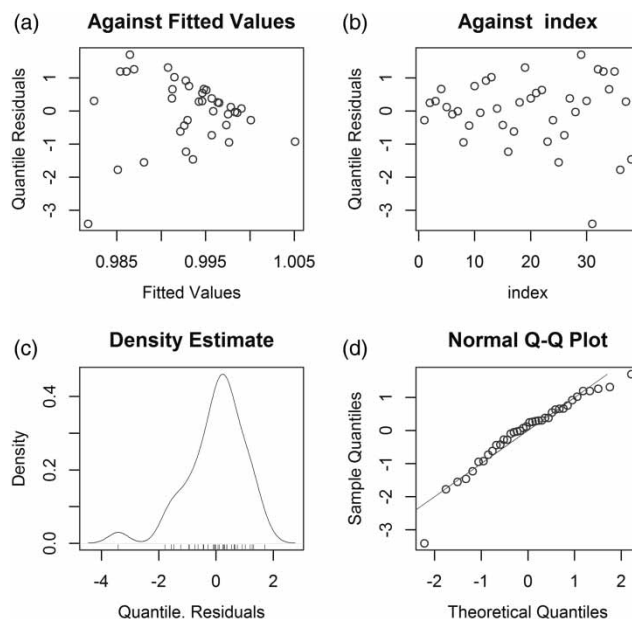 (a) Against Fitted Values
Quantile Residuals
1
0
-1
-2
-3
0.985 0.995 1.005
Fitted Values
(b) Against index
Quantile Residuals
1
0
-1
-2
-3
0 10 20 30
index
(c) Density Estimate
Density
0.4
0.2
0.0
-4 -2 0 2
Quantile. Residuals
(d) Normal Q-Q Plot
Sample Quantiles
1
0
-1
-2
-3
-2 -1 0 1 2
Theoretical Quantiles